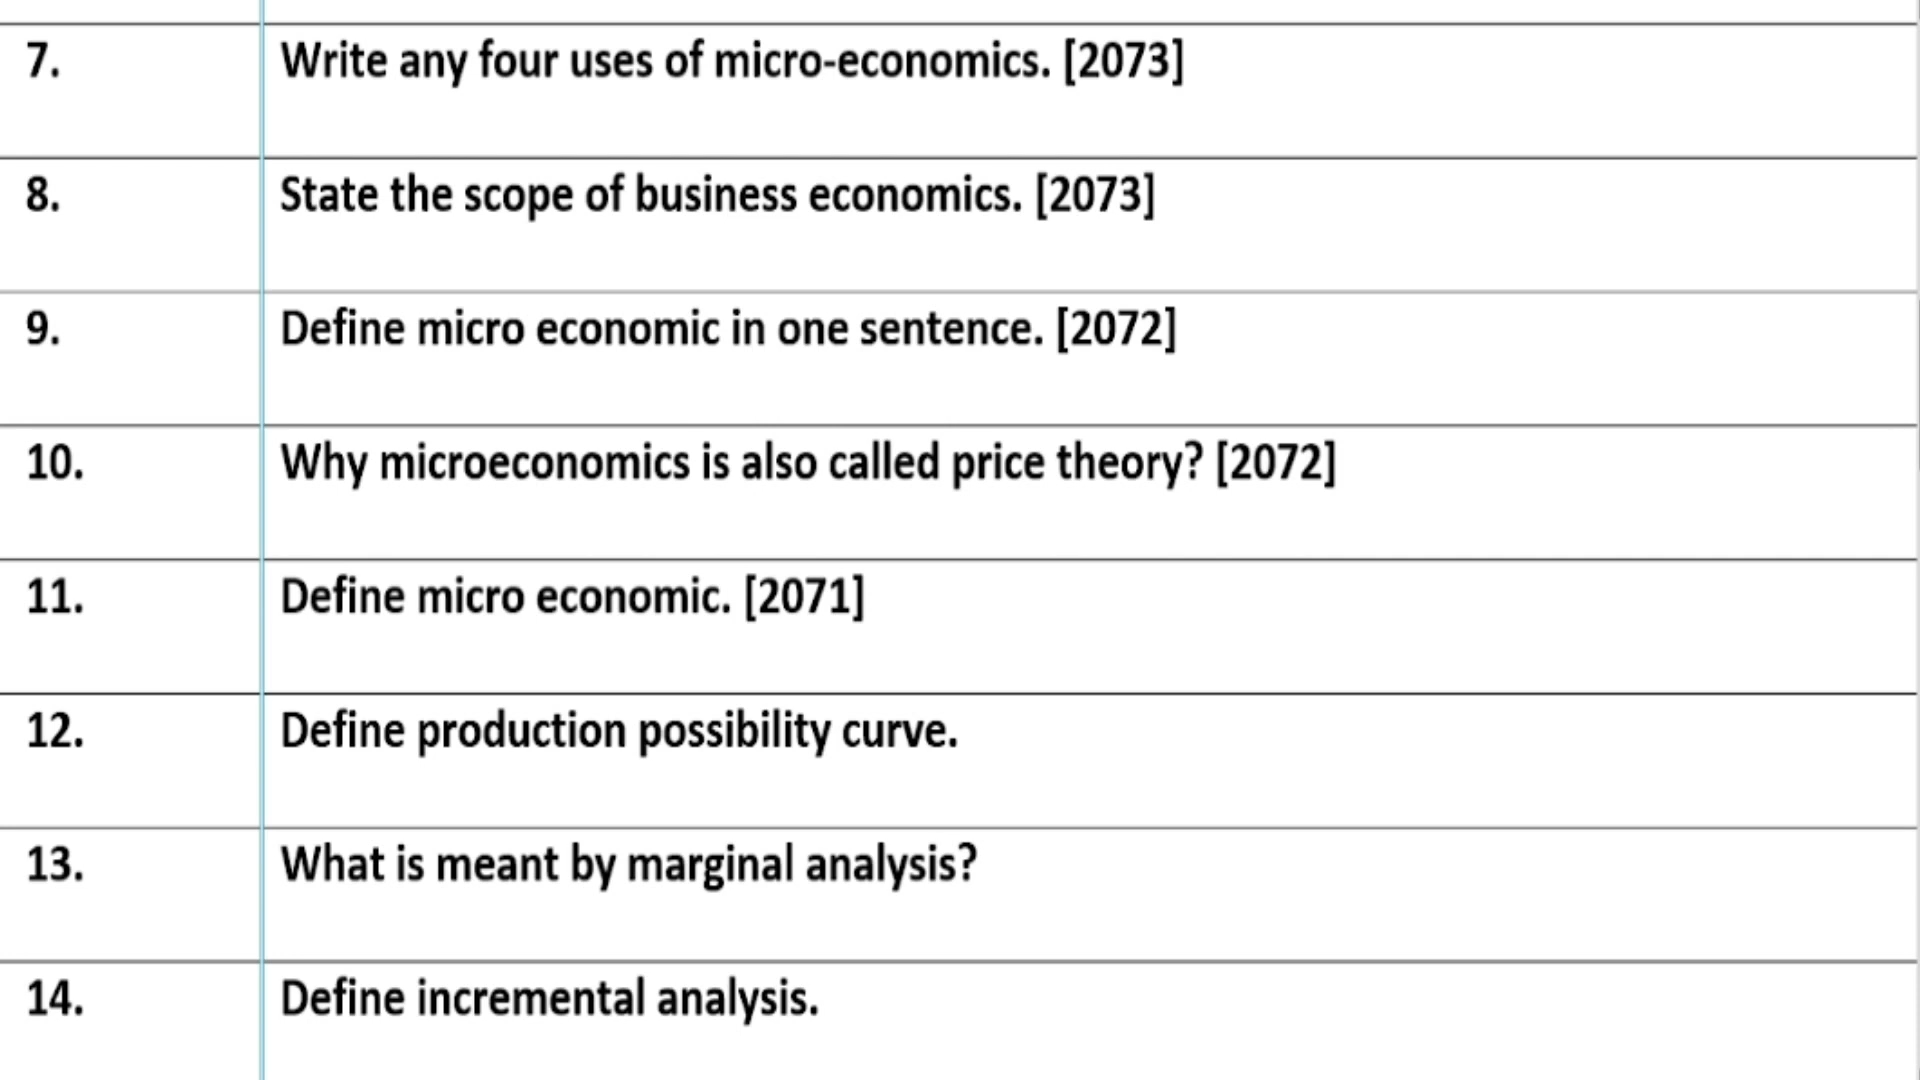 7. Write any four uses of micro-economics. [2073]
8. State the scope of business economics. [2073]
9. Define micro economic in one sentence. [2072]
10. Why microeconomics is also called price theory? [2072]
11. Define micro economic. [2071]
12. Define production possibility curve.
13. What is meant by marginal analysis?
14. Define incremental analysis.